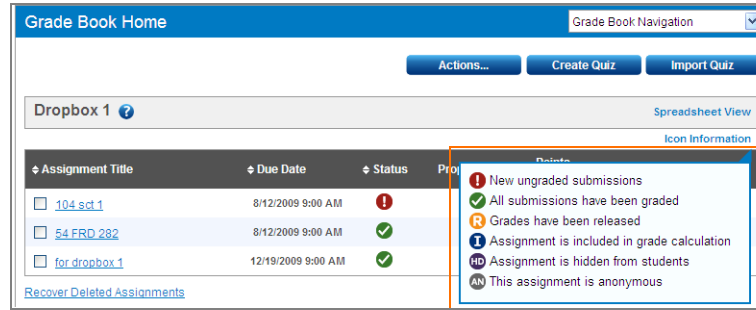 Grade Book Home
Grade Book Navigation
Actions...
Create Quiz
Import Quiz
Dropbox 1 ?
Spreadsheet View
Icon Information
Assignment Title
Due Date
Status
104 sct 1
8/12/2009 9:00 AM
!
54 FRD 282
8/12/2009 9:00 AM
for dropbox 1
12/19/2009 9:00 AM
Recover Deleted Assignments
! New ungraded submissions
All submissions have been graded
R Grades have been released
I Assignment is included in grade calculation
HD Assignment is hidden from students
AN This assignment is anonymous